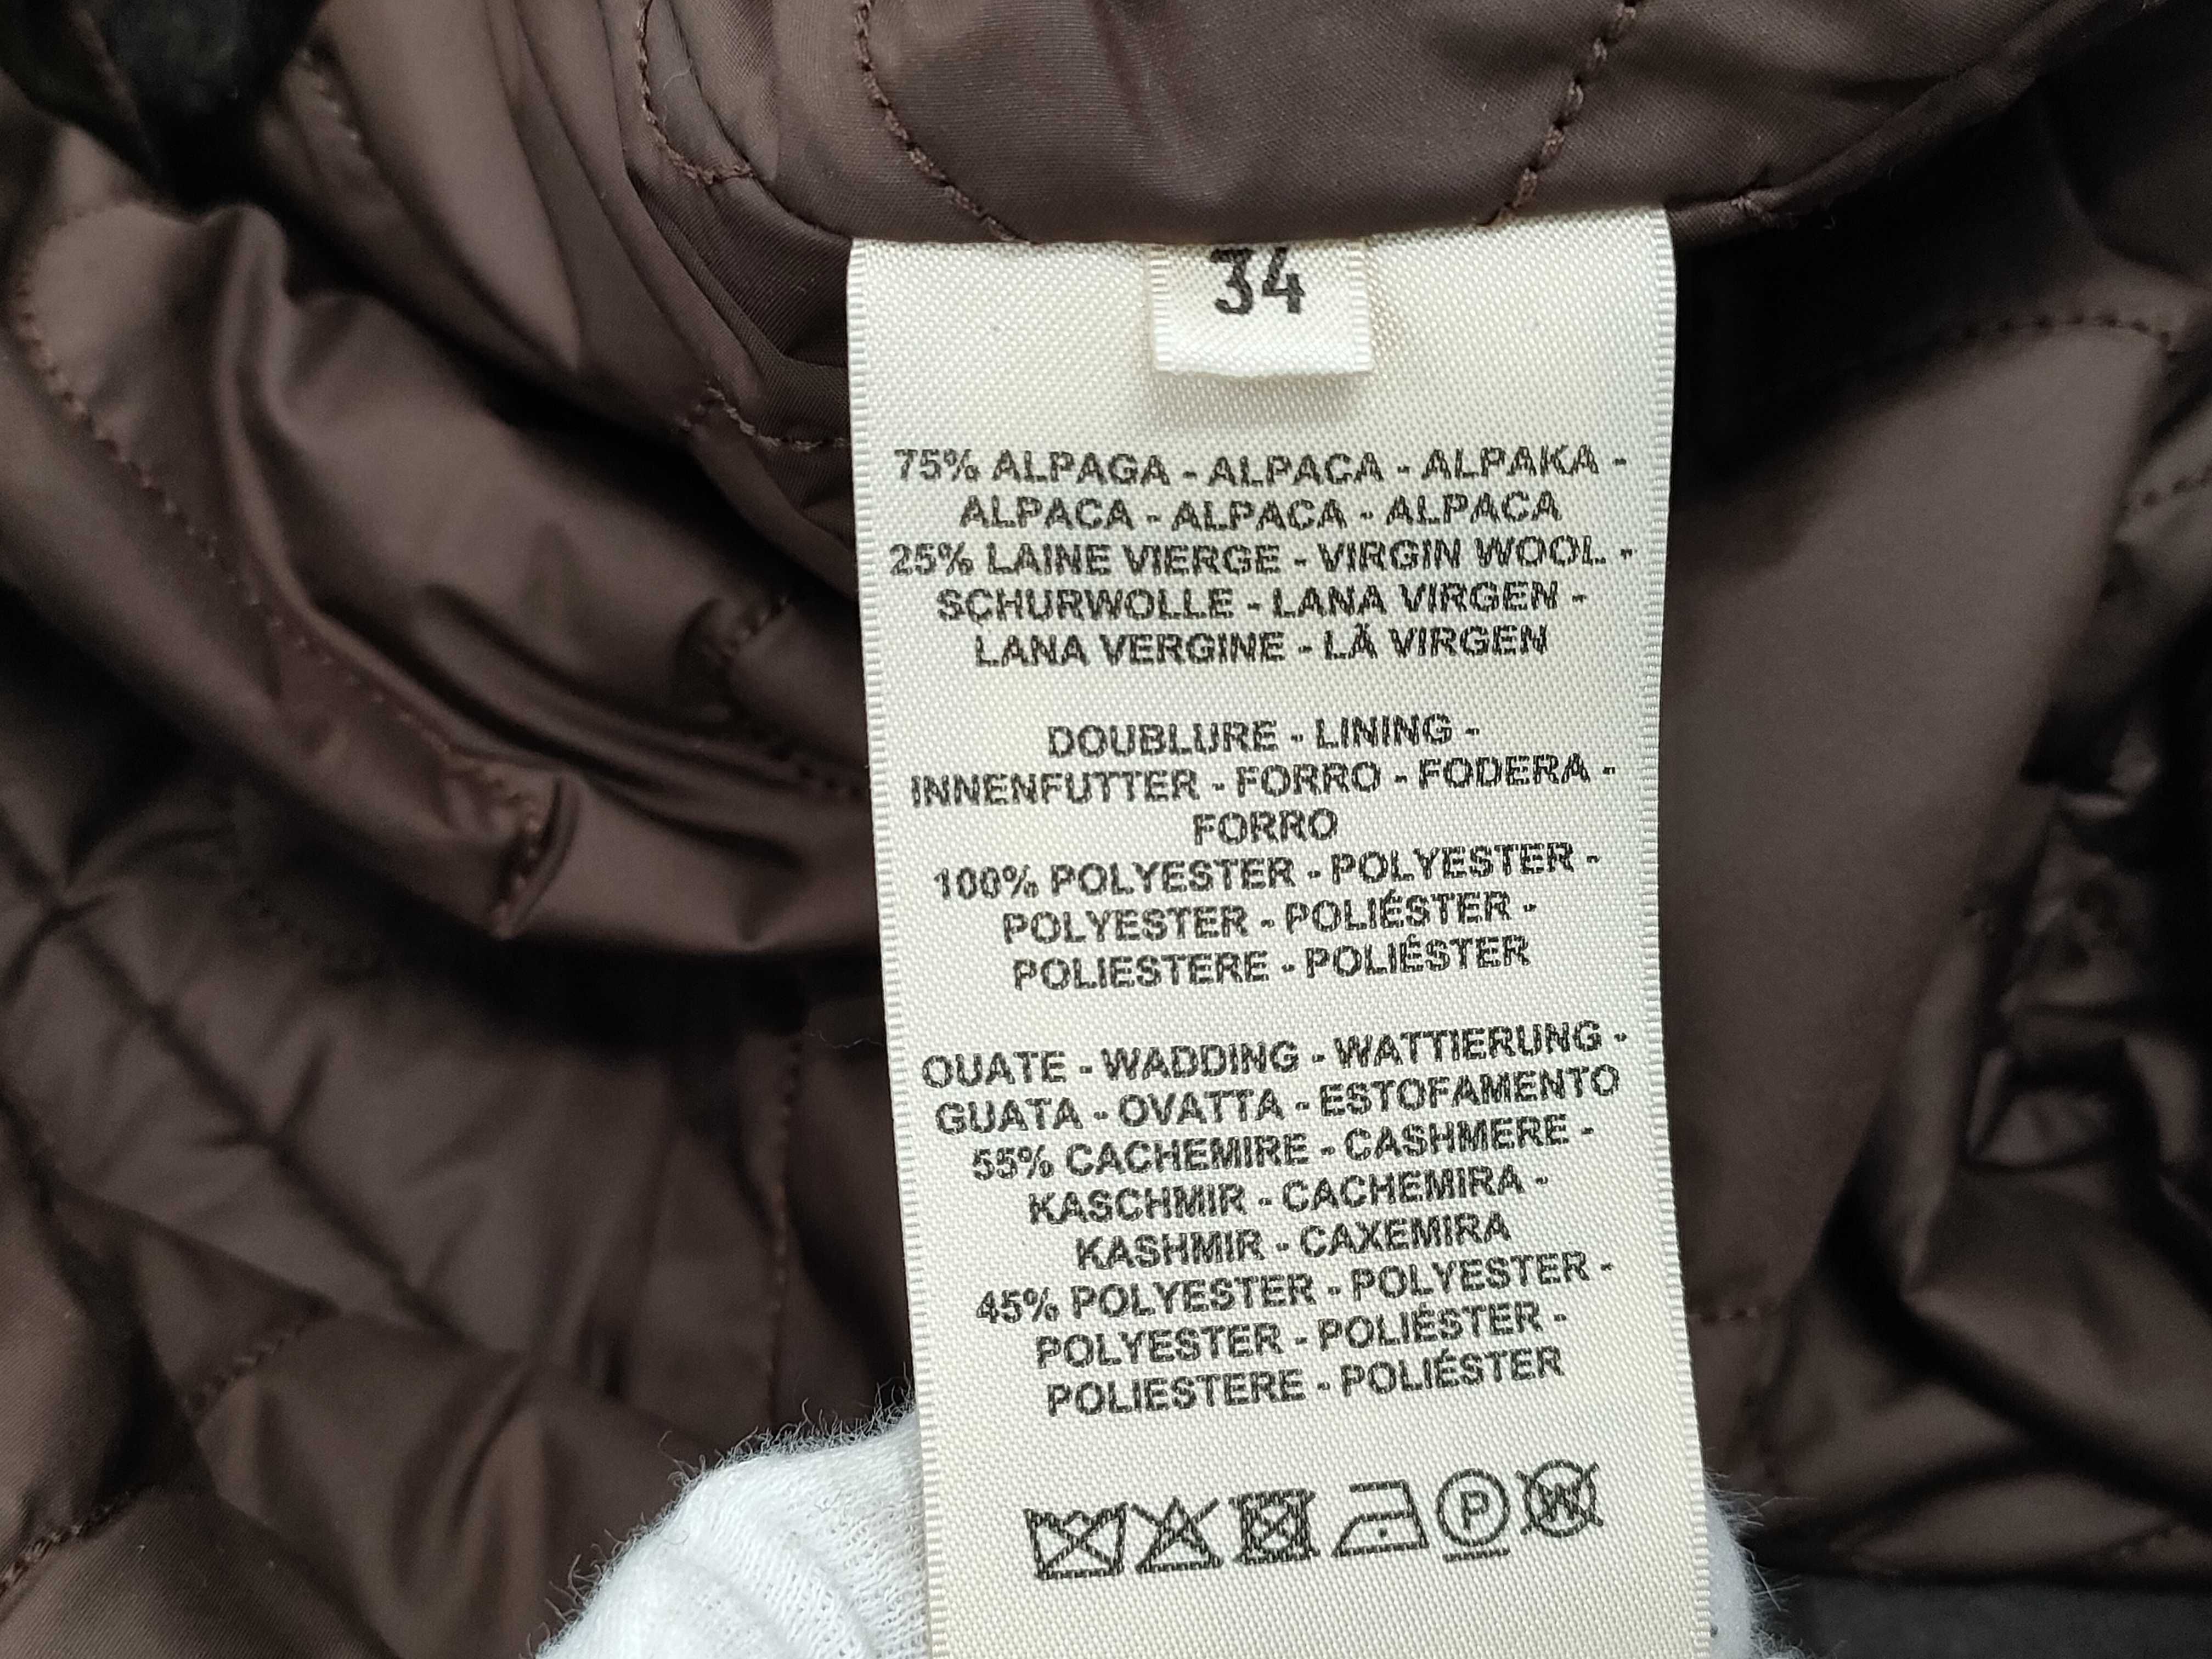 34
75% ALPAGA - ALPACA - ALPAKA -
ALPACA - ALPACA - ALPACA
25% LAINE VIERGE - VIRGIN WOOL -
SCHURWOLLE - LANA VIRGEN -
LANA VERGINE - LÃ VIRGEN
DOUBLURE - LINING -
INNENFUTTER - FORRO - FODERA -
FORRO
100% POLYESTER - POLYESTER -
POLYESTER - POLIÉSTER -
POLIESTERE - POLIÉSTER
OUATE - WADDING - WATTIERUNG -
GUATA - OVATTA - ESTOFAMENTO
55% CACHEMIRE - CASHMERE -
KASCHMIR - CACHEMIRA -
KASHMIR - CAXEMIRA
45% POLYESTER - POLYESTER -
POLYESTER - POLIÉSTER -
POLIESTERE - POLIÉSTER
P W